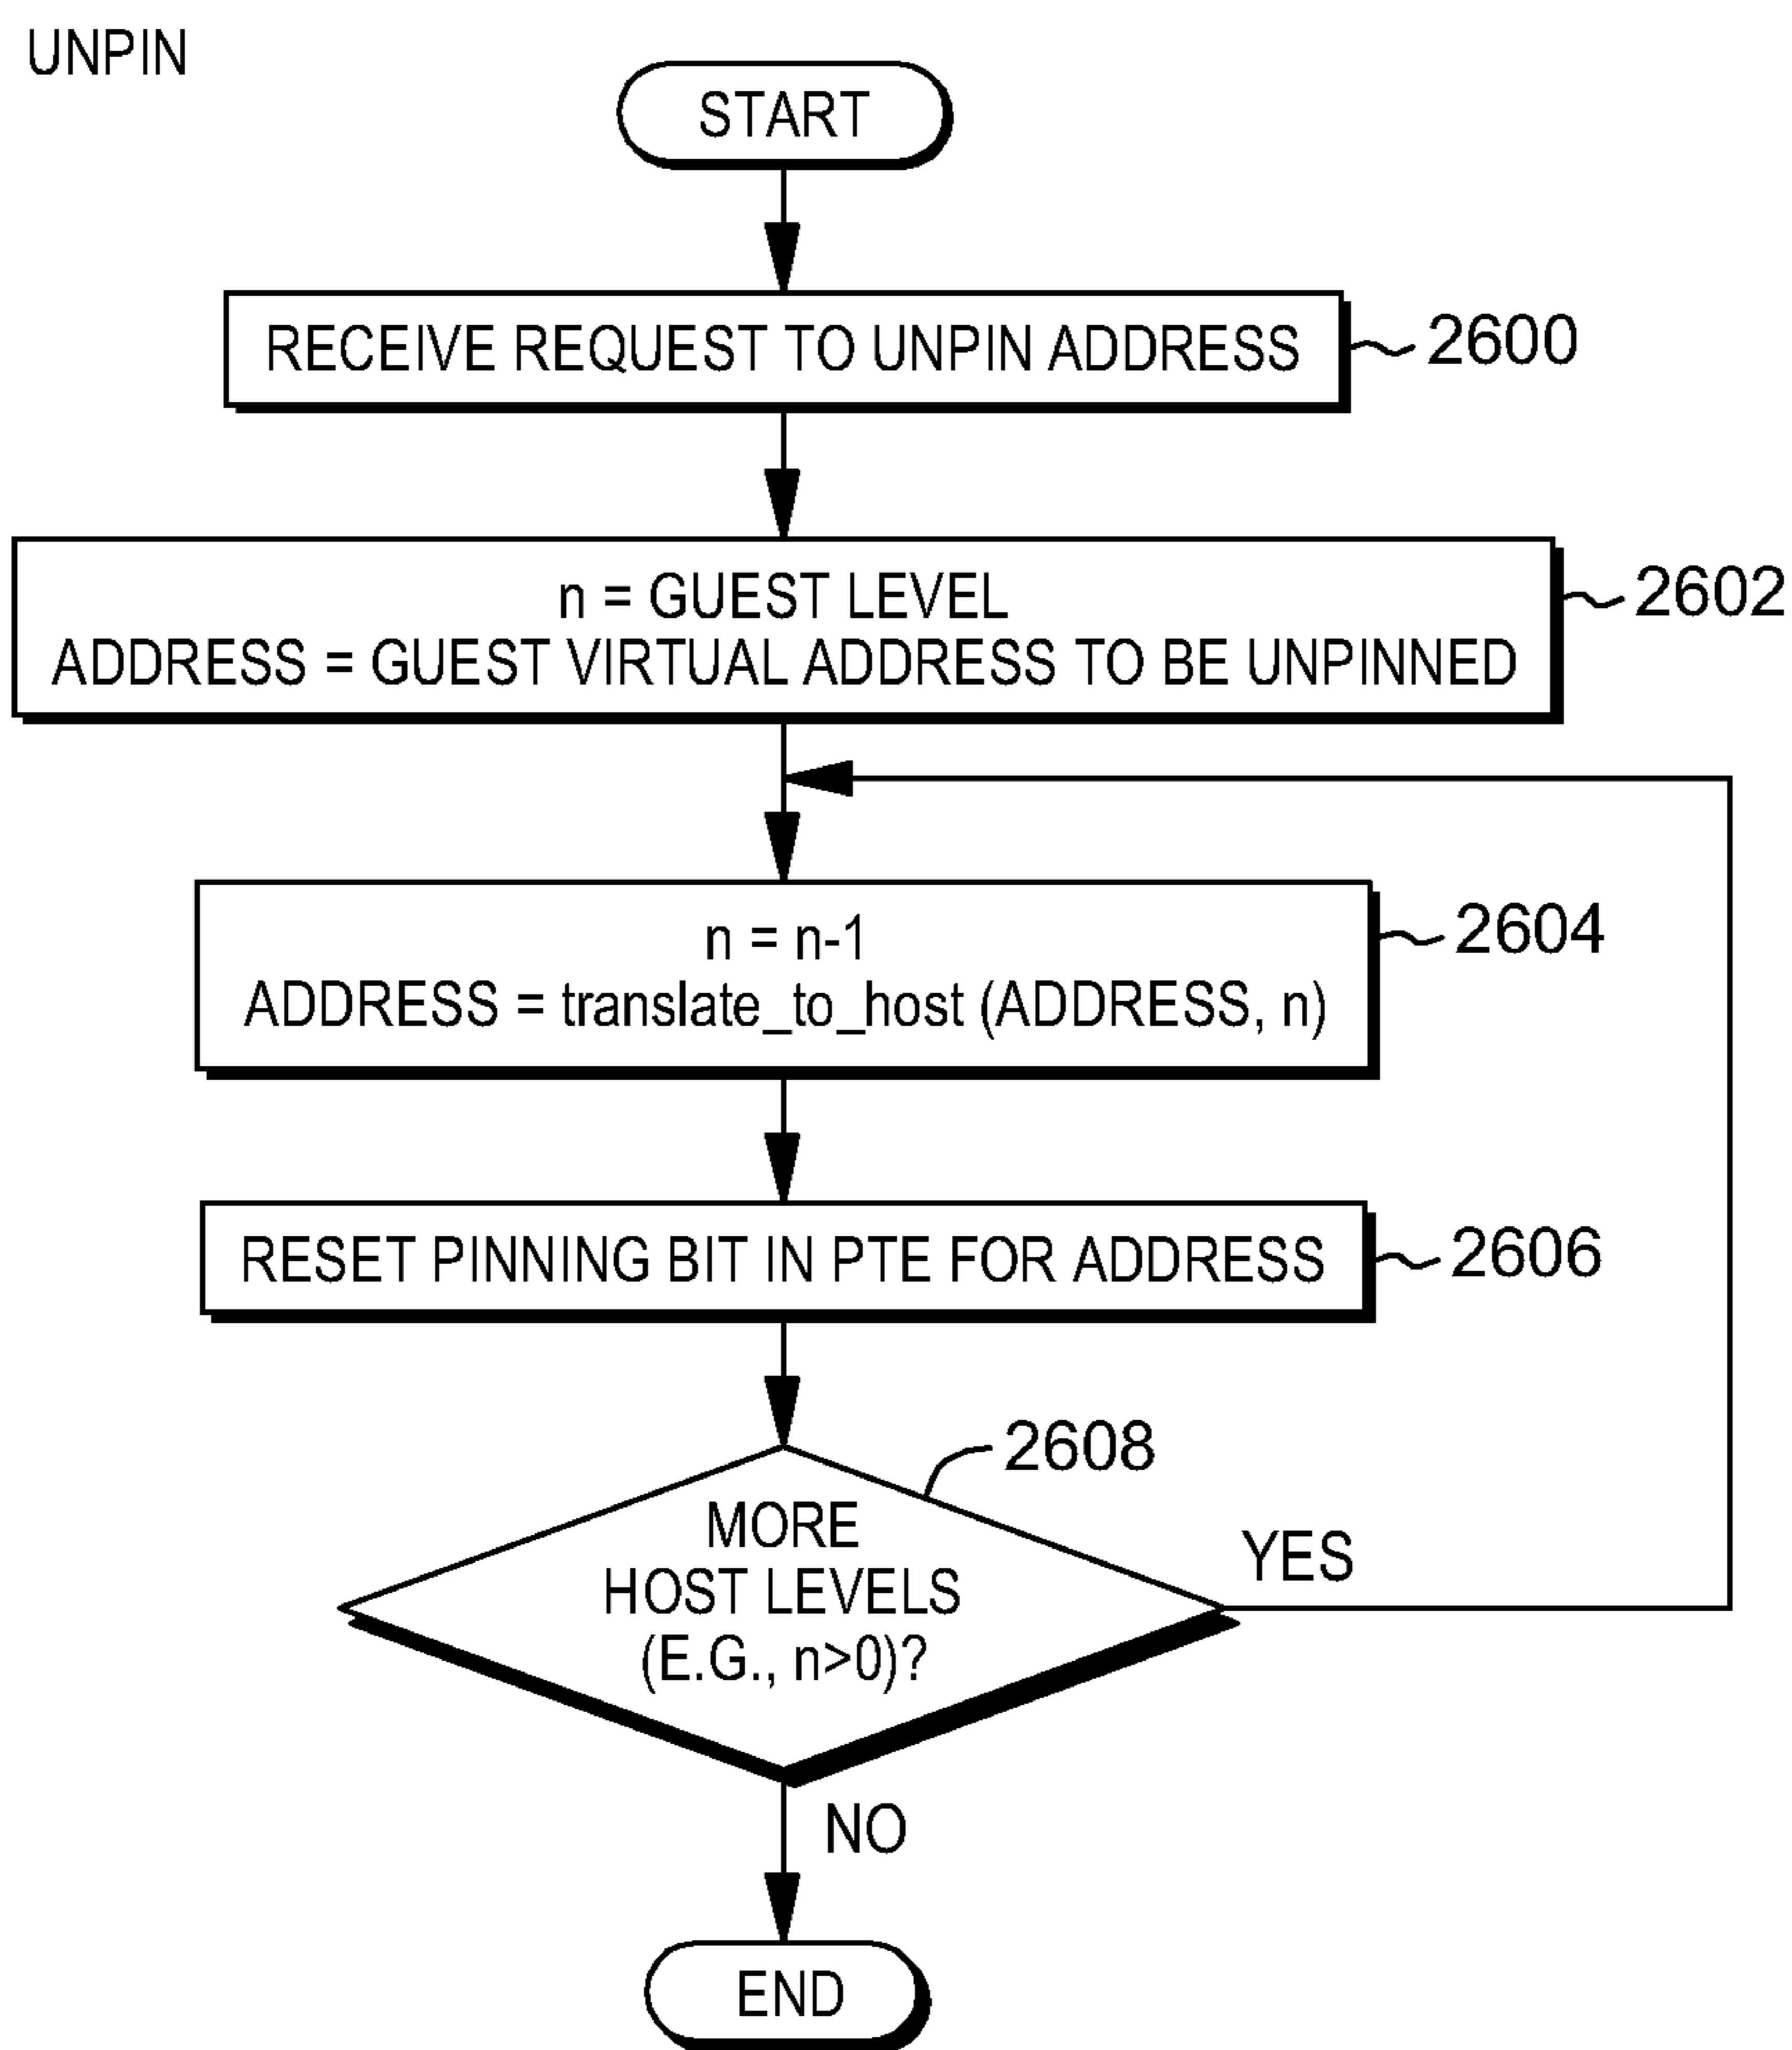 UNPIN
START
RECEIVE REQUEST TO UNPIN ADDRESS
2600
n = GUEST LEVEL
ADDRESS = GUEST VIRTUAL ADDRESS TO BE UNPINNED
2602
n = n-1
ADDRESS = translate_to_host (ADDRESS, n)
2604
RESET PINNING BIT IN PTE FOR ADDRESS
2606
2608
MORE
HOST LEVELS
(E.G., n>0)?
YES
NO
END